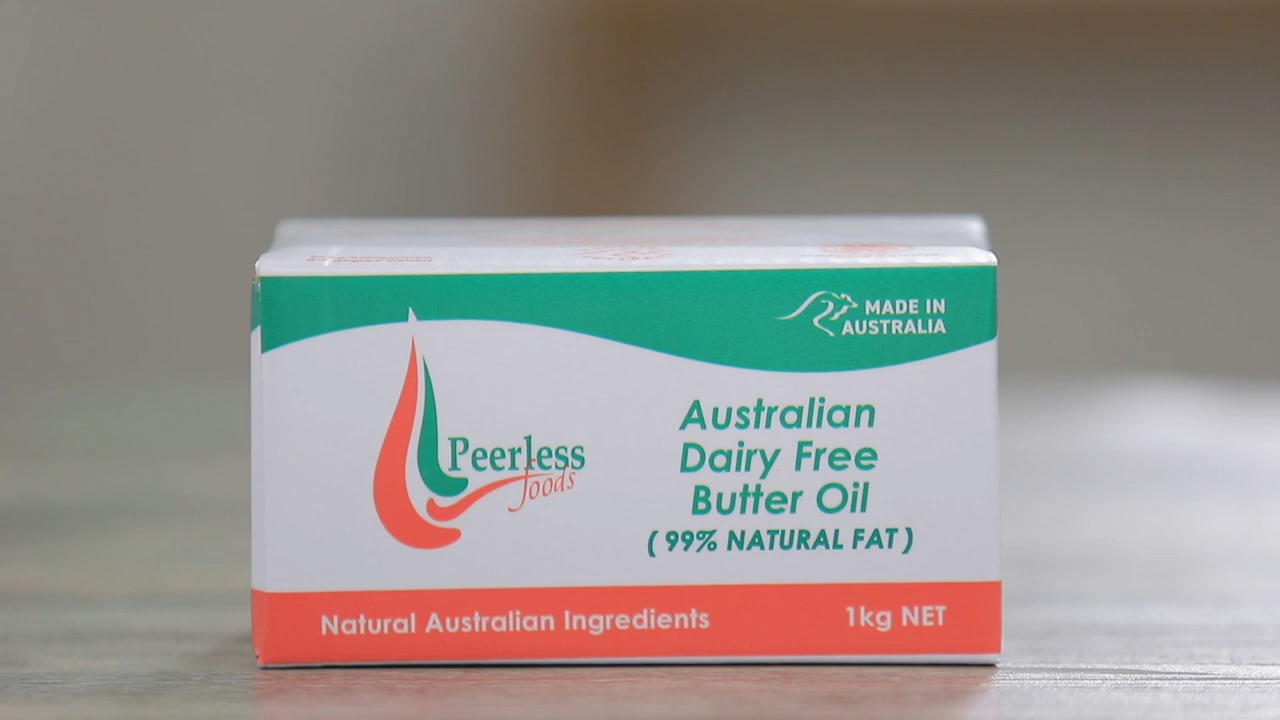 MADE IN
AUSTRALIA
Peerless
foods
Australian
Dairy Free
Butter Oil
( 99% NATURAL FAT )
Natural Australian Ingredients
1kg NET